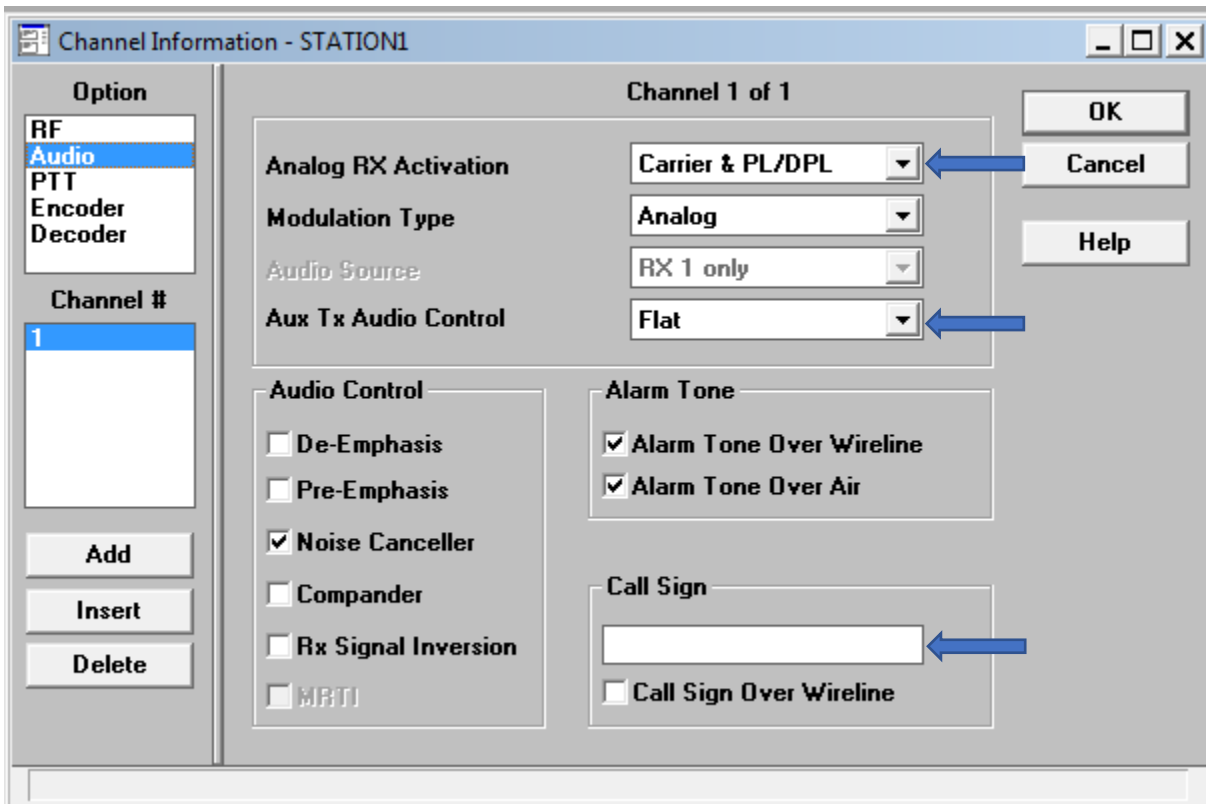 Channel Information - STATION1
Option
RF
Audio
PTT
Encoder
Decoder
Channel #
1
Add
Insert
Delete
Channel 1 of 1
Analog RX Activation Carrier & PL/DPL
Modulation Type Analog
Audio Source RX 1 only
Aux Tx Audio Control Flat
Audio Control
De-Emphasis
Pre-Emphasis
Noise Canceller
Compander
Rx Signal Inversion
MRTI
Alarm Tone
Alarm Tone Over Wireline
Alarm Tone Over Air
Call Sign
Call Sign Over Wireline
OK
Cancel
Help